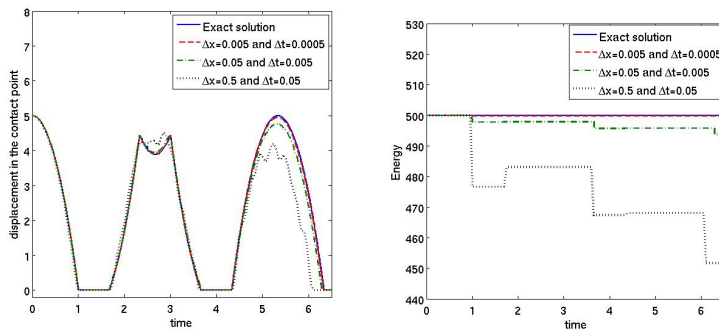 Exact solution
Δx=0.005 and Δt=0.0005
Δx=0.05 and Δt=0.005
Δx=0.5 and Δt=0.05
displacement in the contact point
8
7
6
5
4
3
2
1
0
0 1 2 3 4 5 6
time
Exact solution
Δx=0.005 and Δt=0.0005
Δx=0.05 and Δt=0.005
Δx=0.5 and Δt=0.05
Energy
530
520
510
500
490
480
470
460
450
440
0 1 2 3 4 5 6
time